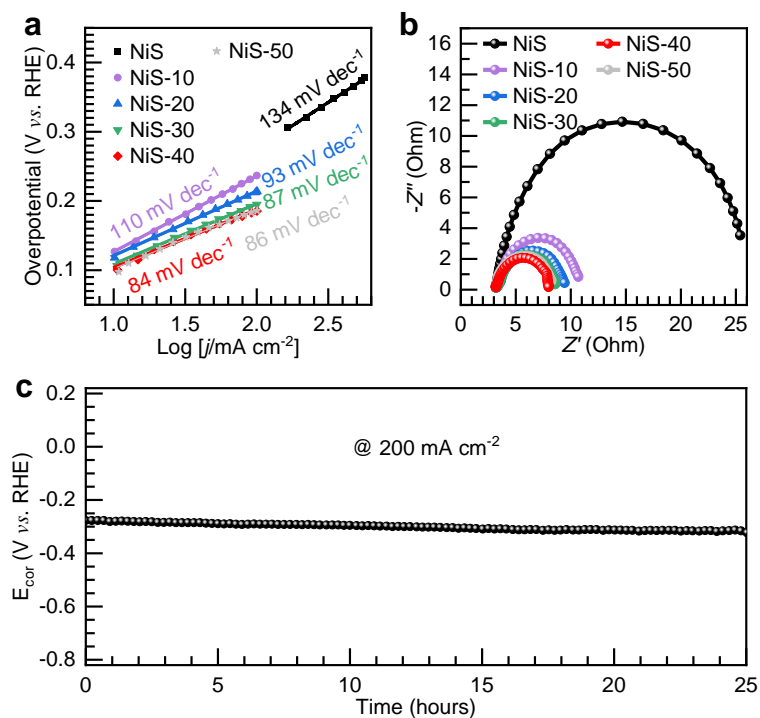 a
NiS
NiS-50
NiS-10
NiS-20
NiS-30
NiS-40
134 mV dec⁻¹
110 mV dec⁻¹
93 mV dec⁻¹
87 mV dec⁻¹
86 mV dec⁻¹
84 mV dec⁻¹
0.4
0.3
0.2
0.1
1.0 1.5 2.0 2.5
Overpotential (V vs. RHE)
Log [j/mA cm⁻²]
b
NiS
NiS-40
NiS-10
NiS-50
NiS-20
NiS-30
16
14
12
10
8
6
4
2
0
0 5 10 15 20 25
-Z″ (Ohm)
Z′ (Ohm)
c
@ 200 mA cm⁻²
0.2
0.0
-0.2
-0.4
-0.6
-0.8
0 5 10 15 20 25
E_cor (V vs. RHE)
Time (hours)